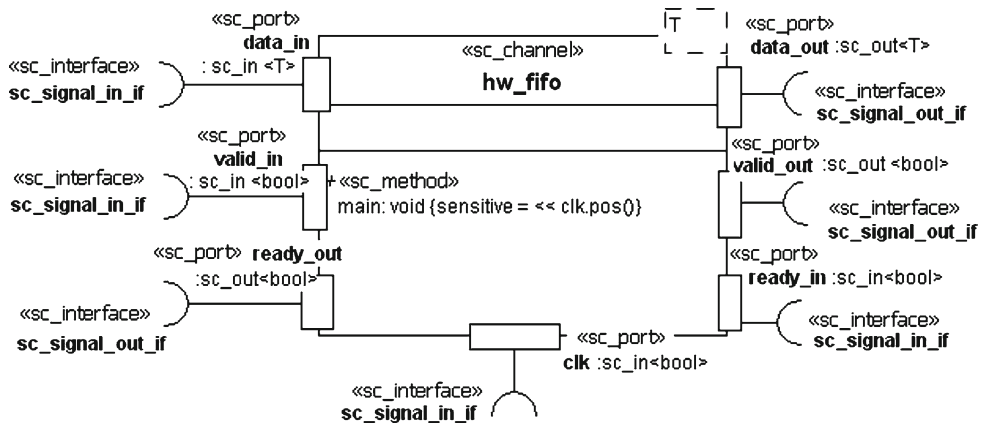 «sc_port»
data_in
: sc_in <T>
«sc_interface»
sc_signal_in_if
«sc_channel»
hw_fifo
T
«sc_port»
data_out :sc_out<T>
«sc_interface»
sc_signal_out_if
«sc_port»
valid_in
: sc_in <bool>
«sc_interface»
sc_signal_in_if
+ «sc_method»
main: void {sensitive = << clk.pos()}
«sc_port»
valid_out :sc_out <bool>
«sc_interface»
sc_signal_out_if
«sc_port» ready_out
:sc_out<bool>
«sc_interface»
sc_signal_out_if
«sc_port»
ready_in :sc_in<bool>
«sc_interface»
sc_signal_in_if
«sc_port»
clk :sc_in<bool>
«sc_interface»
sc_signal_in_if